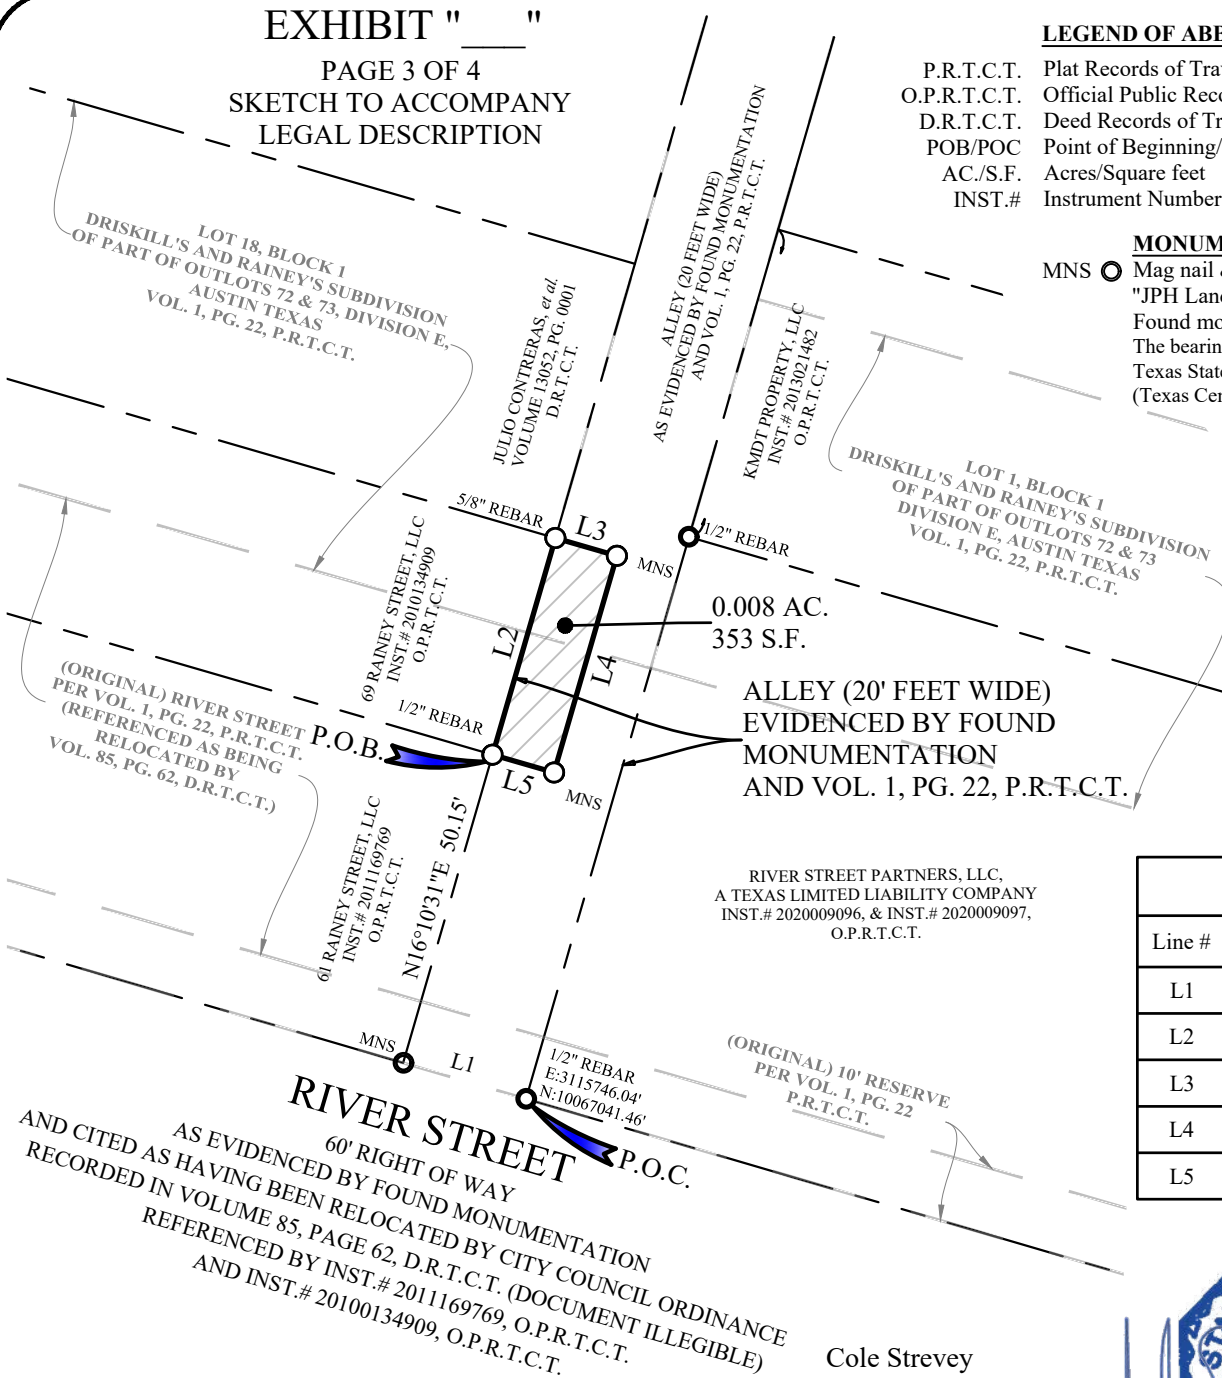 EXHIBIT "___"
PAGE 3 OF 4
SKETCH TO ACCOMPANY
LEGAL DESCRIPTION
LEGEND OF
P.R.T.C.T. Plat Records of
O.P.R.T.C.T. Official Public
D.R.T.C.T. Deed Records of
POB/POC Point of Beginning/
AC./S.F. Acres/Square feet
INST.# Instrument Number
MNS Mag nail
"JPH
Found
The
Texas
(Texas
LOT 18, BLOCK 1
DRISKILL'S AND RAINEY'S SUBDIVISION
OF PART OF OUTLOTS 72 & 73, DIVISION E,
AUSTIN TEXAS
VOL. 1, PG. 22, P.R.T.C.T.
JULIO CONTRERAS, et al.
VOLUME 13052, PG. 0001
D.R.T.C.T.
ALLEY (20 FEET WIDE)
AS EVIDENCED BY FOUND MONUMENTATION
AND VOL. 1, PG. 22, P.R.T.C.T.
KMDT PROPERTY, LLC
INST.# 2013021482
O.P.R.T.C.T.
LOT 1, BLOCK 1
DRISKILL'S AND RAINEY'S SUBDIVISION
OF PART OF OUTLOTS 72 & 73
DIVISION E, AUSTIN TEXAS
VOL. 1, PG. 22, P.R.T.C.T.
5/8" REBAR
L3
MNS
1/2" REBAR
69 RAINEY STREET, LLC
INST.# 2010134909
O.P.R.T.C.T.
L2
L4
0.008 AC.
353 S.F.
(ORIGINAL) RIVER STREET
PER VOL. 1, PG. 22, P.R.T.C.T.
(REFERENCED AS BEING
RELOCATED BY
VOL. 85, PG. 62, D.R.T.C.T.)
1/2" REBAR
P.O.B.
L5
MNS
ALLEY (20' FEET WIDE)
EVIDENCED BY FOUND
MONUMENTATION
AND VOL. 1, PG. 22, P.R.T.C.T.
61 RAINEY STREET, LLC
INST.# 2011169769
O.P.R.T.C.T.
N16°10'31"E 50.15'
RIVER STREET PARTNERS, LLC,
A TEXAS LIMITED LIABILITY COMPANY
INST.# 2020009096, & INST.# 2020009097,
O.P.R.T.C.T.
Line #
L1
L2
L3
L4
L5
MNS
L1
1/2" REBAR
E:3115746.04'
N:10067041.46'
P.O.C.
(ORIGINAL) 10' RESERVE
PER VOL. 1, PG. 22
P.R.T.C.T.
RIVER STREET
60' RIGHT OF WAY
AS EVIDENCED BY FOUND MONUMENTATION
AND CITED AS HAVING BEEN RELOCATED BY CITY COUNCIL ORDINANCE
RECORDED IN VOLUME 85, PAGE 62, D.R.T.C.T. (DOCUMENT ILLEGIBLE)
REFERENCED BY INST.# 2011169769, O.P.R.T.C.T.
AND INST.# 20100134909, O.P.R.T.C.T.
Cole Strevey